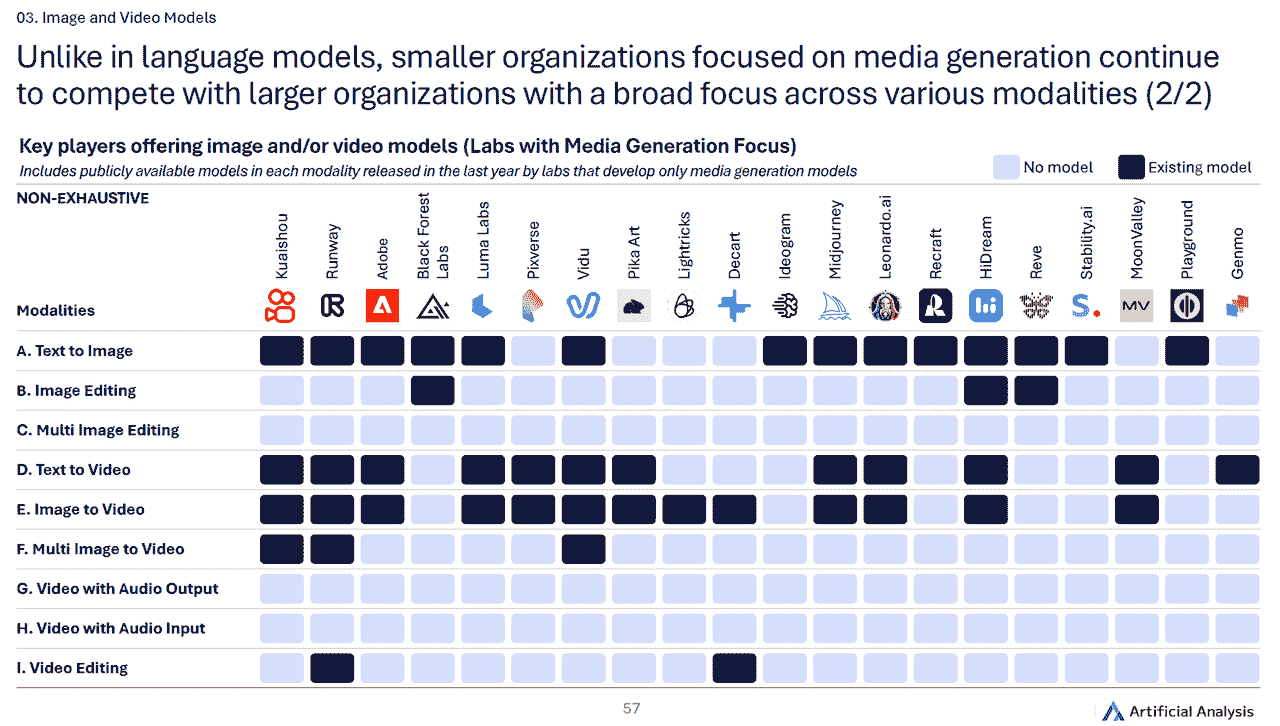 03. Image and Video Models
Unlike in language models, smaller organizations focused on media generation continue
to compete with larger organizations with a broad focus across various modalities (2/2)
Key players offering image and/or video models (Labs with Media Generation Focus)
Includes publicly available models in each modality released in the last year by labs that develop only media generation models
No model
Existing model
NON-EXHAUSTIVE
Kuaishou
Runway
Adobe
Black Forest
Labs
Luma Labs
Pixverse
Vidu
Pika Art
Lightricks
Decart
Ideogram
Midjourney
Leonardo.ai
Recraft
HiDream
Reve
Stability.ai
MoonValley
Playground
Genmo
Modalities
hi
S.
MV
A. Text to Image
B. Image Editing
C. Multi Image Editing
D. Text to Video
E. Image to Video
F. Multi Image to Video
G. Video with Audio Output
H. Video with Audio Input
I. Video Editing
57
Artificial Analysis